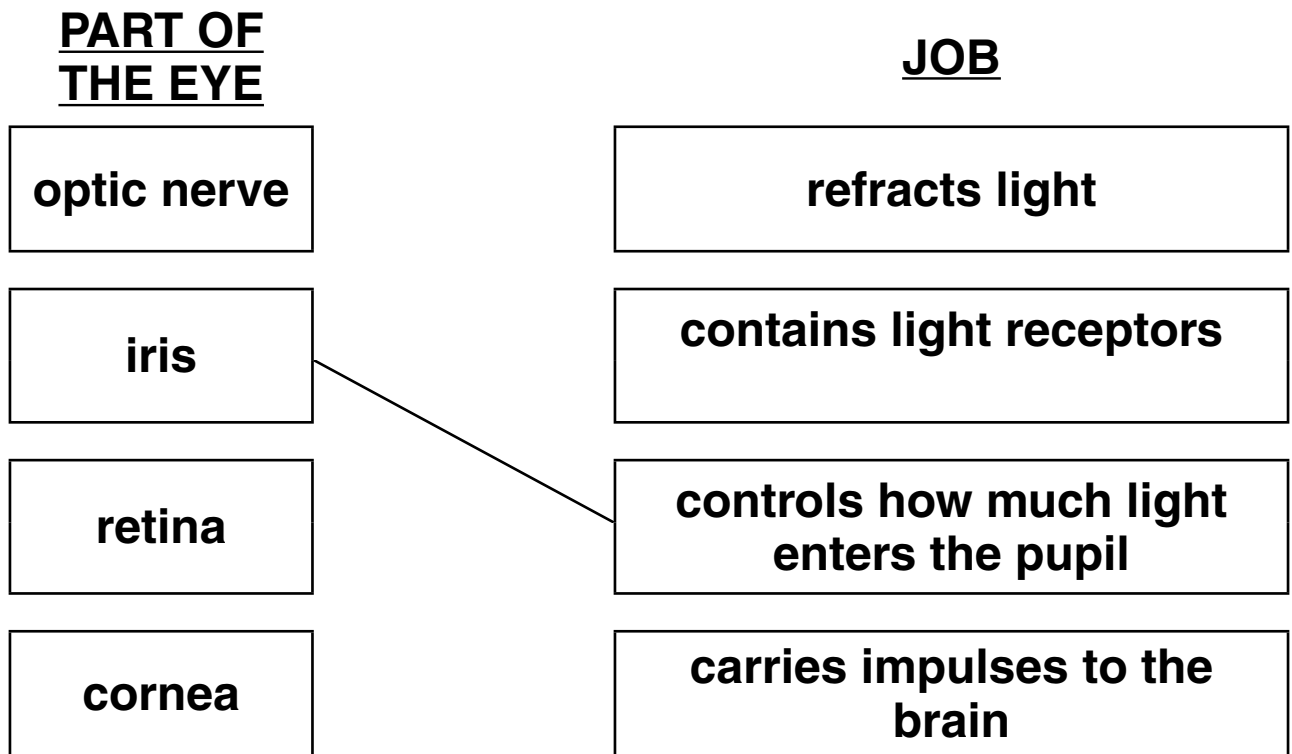 PART OF
THE EYE
JOB
optic nerve
refracts light
iris
contains light receptors
retina
controls how much light
enters the pupil
cornea
carries impulses to the
brain